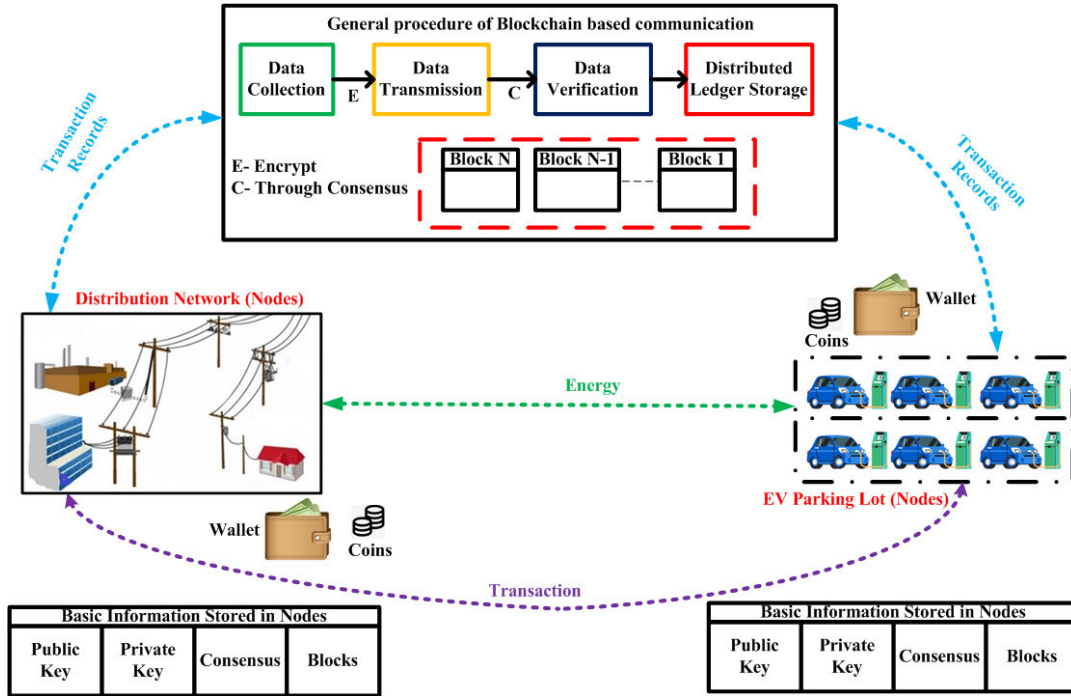 General procedure of Blockchain based communication
Data
Collection
E
Data
Transmission
C
Data
Verification
Distributed
Ledger Storage
E- Encrypt
C- Through Consensus
Block N
Block N-1
Block 1
Transaction
Records
Transaction
Records
Distribution Network (Nodes)
Wallet
Coins
Energy
EV Parking Lot (Nodes)
Wallet
Coins
Transaction
Basic Information Stored in Nodes
Public
Key
Private
Key
Consensus
Blocks
Basic Information Stored in Nodes
Public
Key
Private
Key
Consensus
Blocks